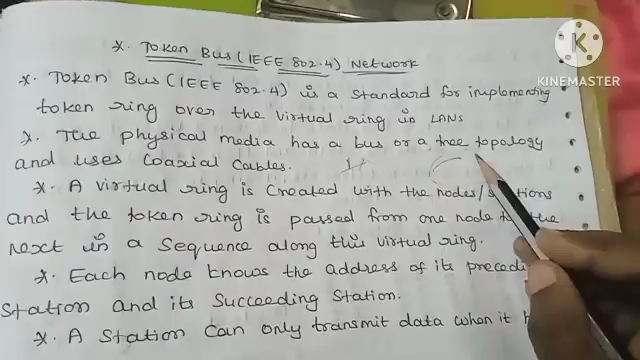 * Token Bus (IEEE 802.4) Network
* Token Bus (IEEE 802.4) is a standard for implementing
token ring over the virtual ring in LANs
* The physical media has a bus or a tree topology
and uses coaxial cables.
* A virtual ring is created with the nodes/stations
and the token ring is passed from one node to the
next in a sequence along this virtual ring.
* Each node knows the address of its
station and its succeeding station.
* A station can only transmit data when it
KINEMASTER